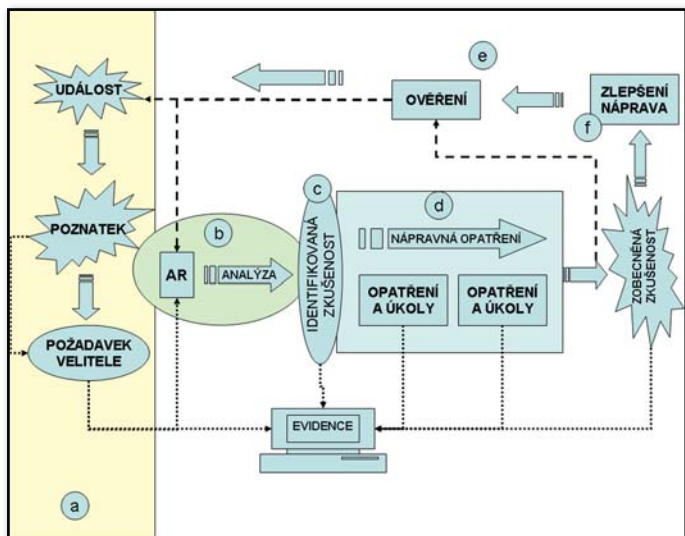 e
UDÁLOST
OVĚŘENÍ
ZLEPŠENÍ
NÁPRAVA
f
c
d
POZNATEK
b
NÁPRAVNÁ OPATŘENÍ
AR
ANALÝZA
IDENTIFIKOVANÁ
ZKUŠENOST
ZOBECNĚNÁ
ZKUŠENOST
OPATŘENÍ
A ÚKOLY
OPATŘENÍ
A ÚKOLY
POŽADAVEK
VELITELE
EVIDENCE
a